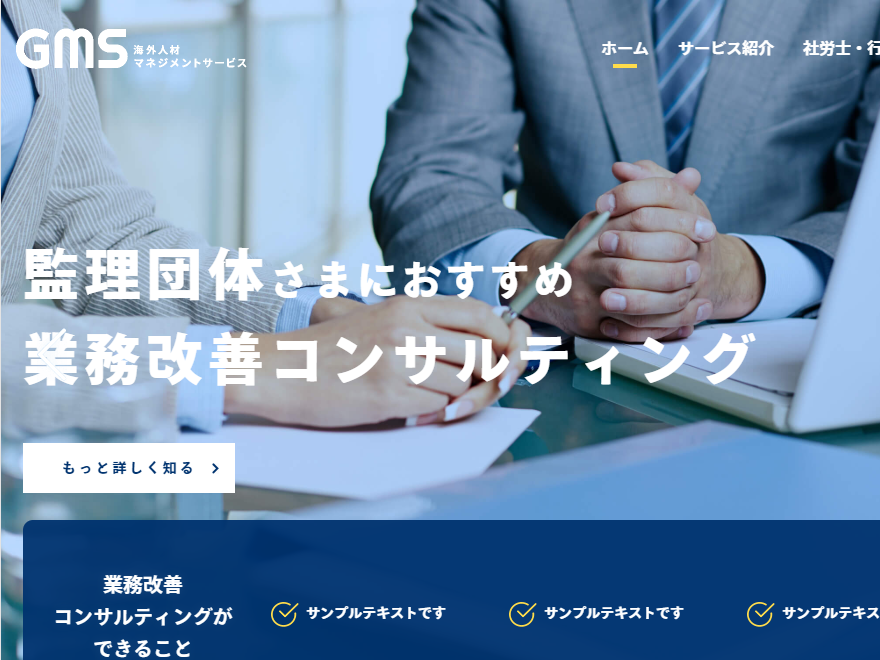 GMS 海外人材
マネジメントサービス
ホーム サービス紹介 社労士・行
監理団体さまにおすすめ
業務改善コンサルティング
もっと詳しく知る
業務改善
コンサルティングが
できること
サンプルテキストです サンプルテキストです サンプルテキス